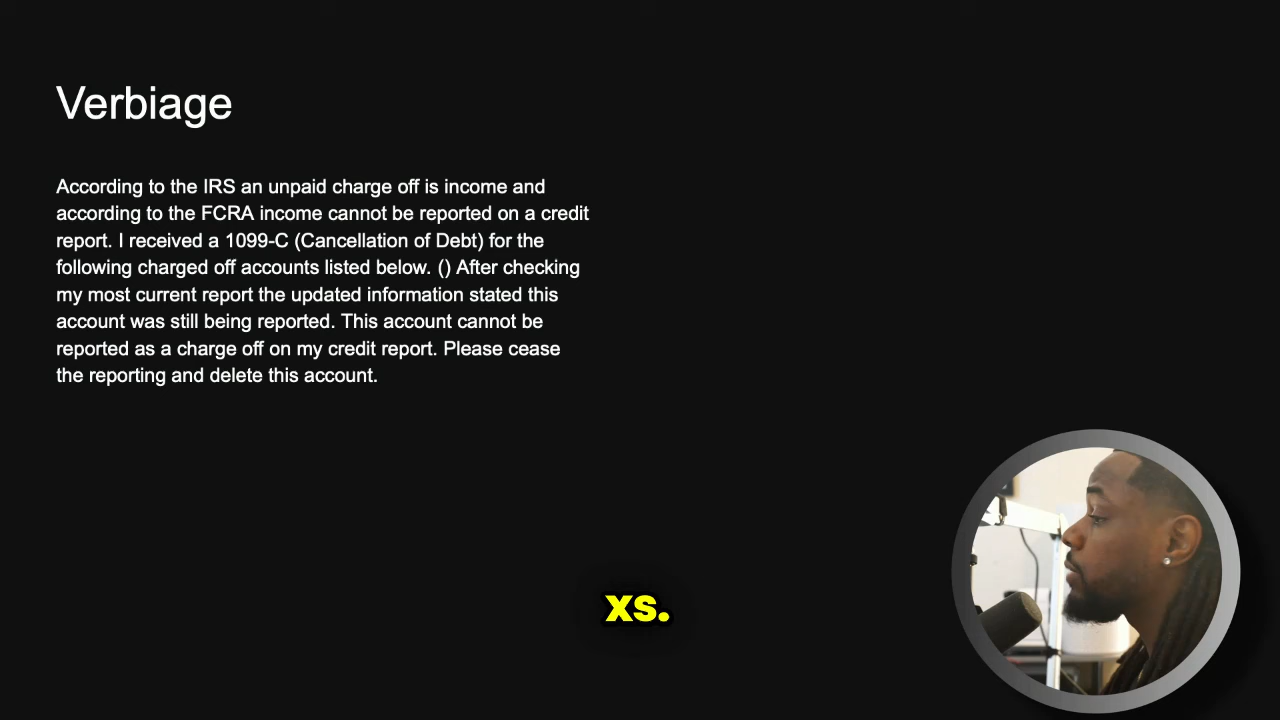 Verbiage
According to the IRS an unpaid charge off is income and
according to the FCRA income cannot be reported on a credit
report. I received a 1099-C (Cancellation of Debt) for the
following charged off accounts listed below. () After checking
my most current report the updated information stated this
account was still being reported. This account cannot be
reported as a charge off on my credit report. Please cease
the reporting and delete this account.
xs.